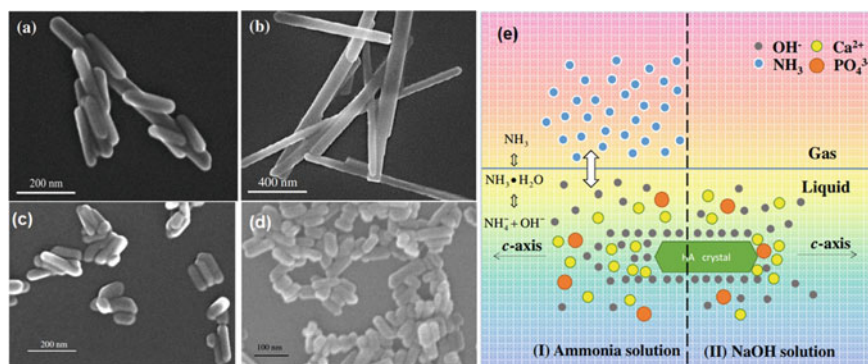 (a)
200 nm
(b)
400 nm
(c)
200 nm
(d)
100 nm
(e)
OH⁻
Ca²⁺
NH₃
PO₄³⁻
NH₃
Gas
NH₃•H₂O
Liquid
NH₄⁺+OH⁻
c-axis
crystal
c-axis
(I) Ammonia solution
(II) NaOH solution